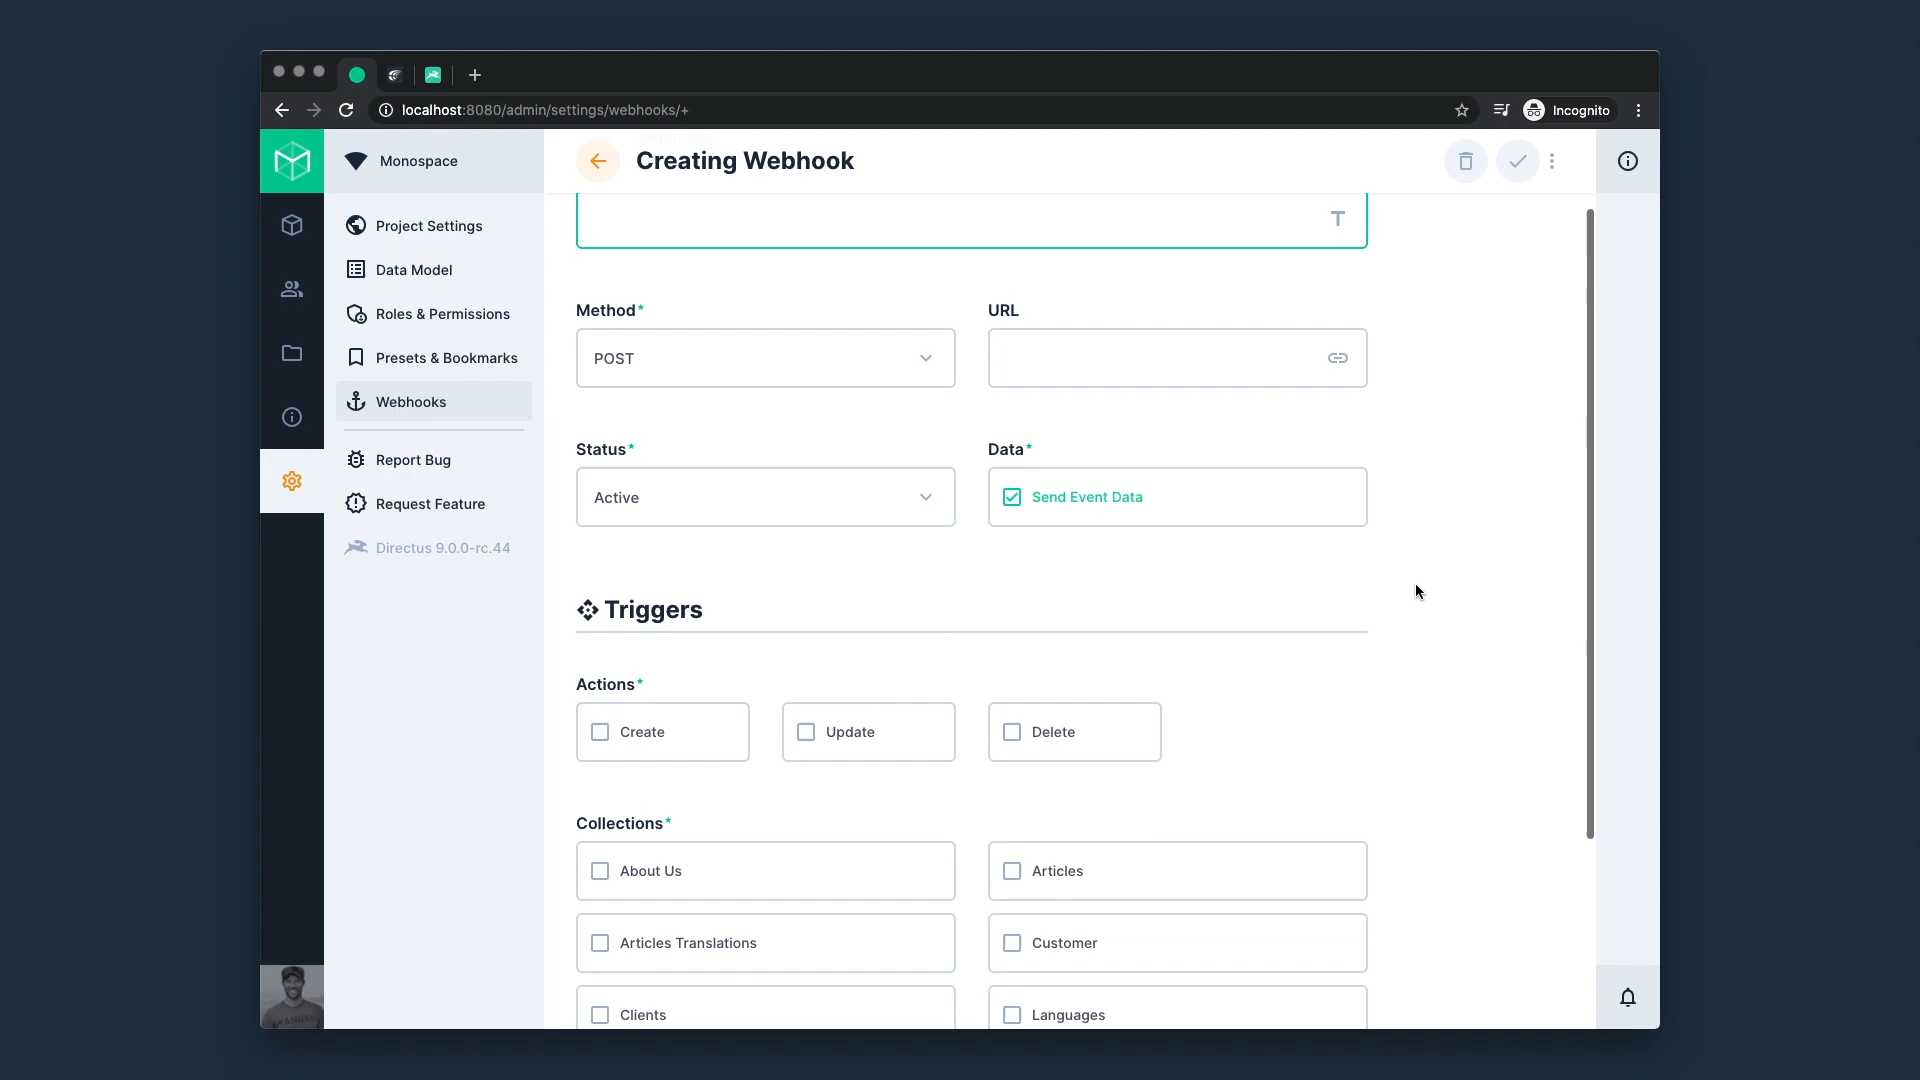 localhost:8080/admin/settings/webhooks/+
Incognito
Monospace
Creating Webhook
Project Settings
Data Model
Roles & Permissions
Presets & Bookmarks
Webhooks
Report Bug
Request Feature
Directus 9.0.0-rc.44
Method*
URL
POST
Status*
Data*
Active
Send Event Data
Triggers
Actions*
Create
Update
Delete
Collections*
About Us
Articles
Articles Translations
Customer
Clients
Languages
RANGER